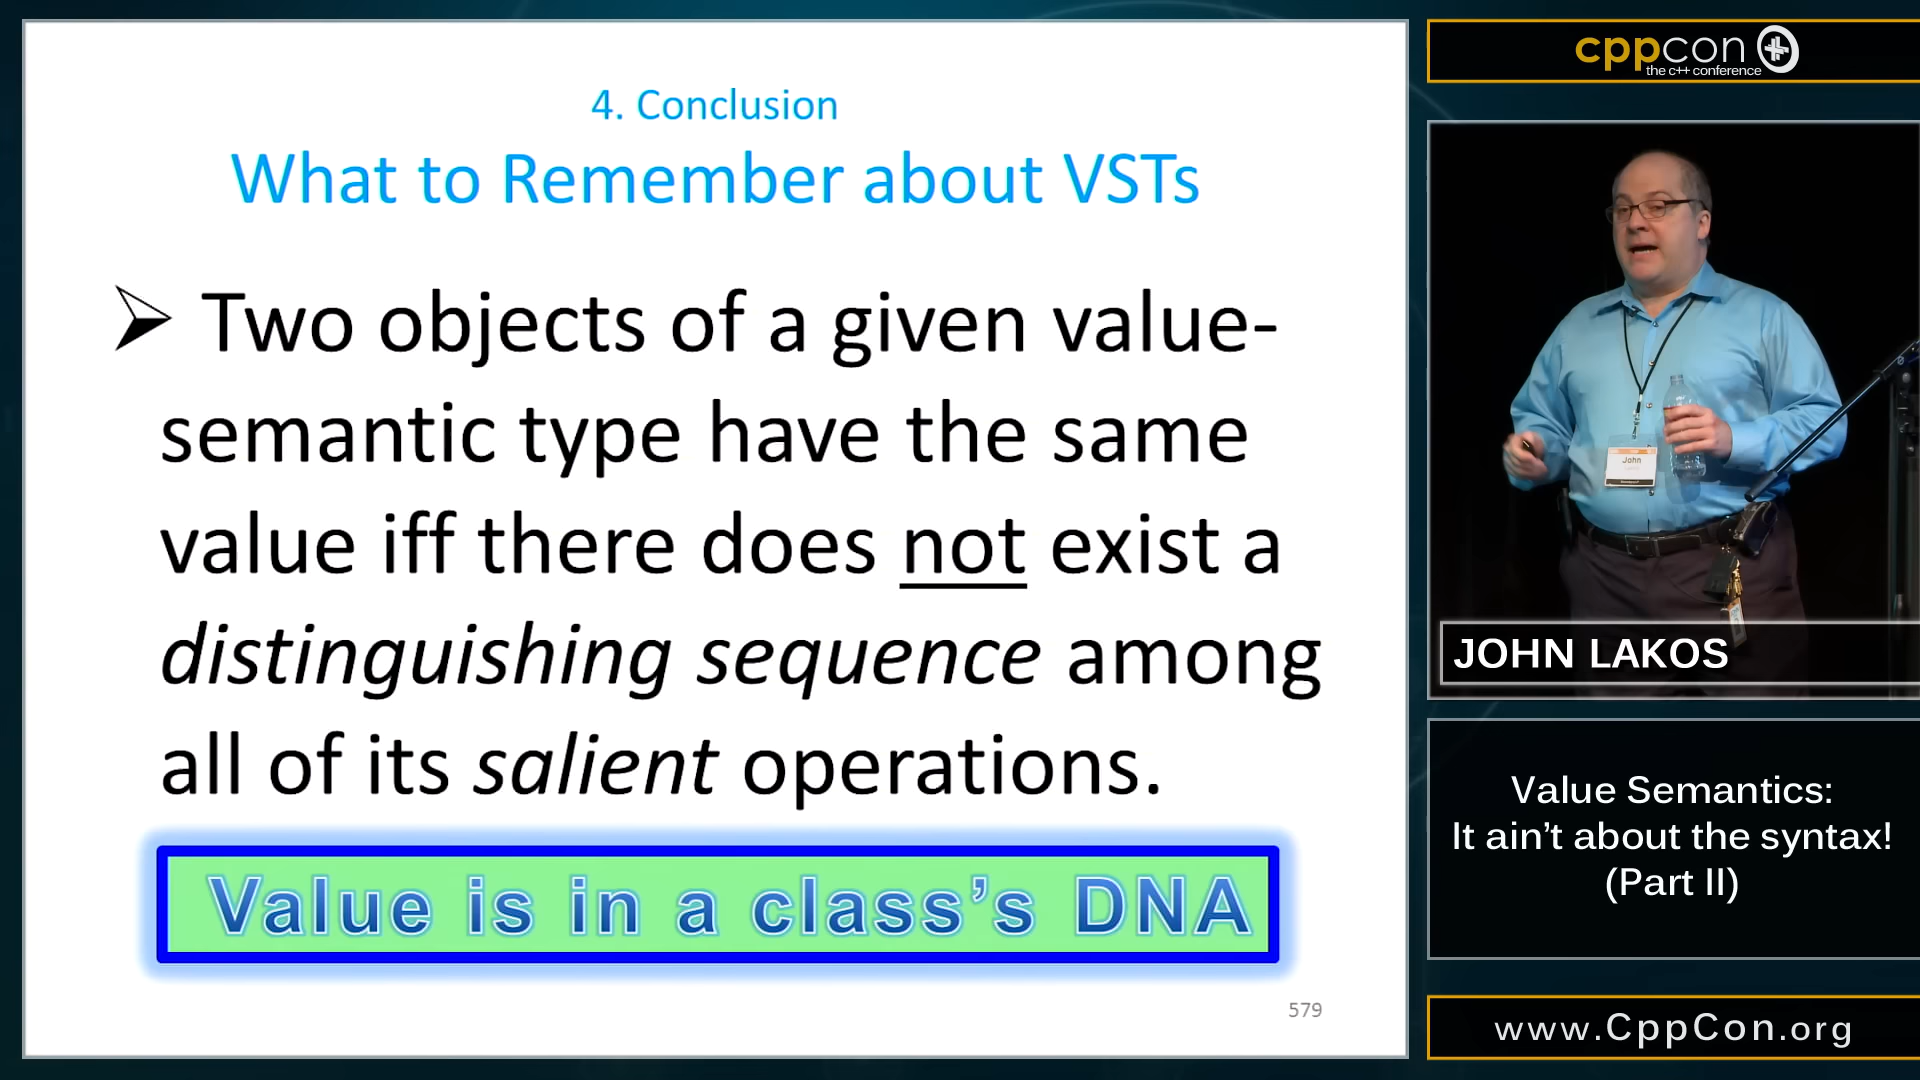 4. Conclusion
What to Remember about VSTs
➢ Two objects of a given value-
semantic type have the same
value iff there does not exist a
distinguishing sequence among
all of its salient operations.
Value is in a class’s DNA
579
cppcon
the c++ conference
John
JOHN LAKOS
Value Semantics:
It ain’t about the syntax!
(Part II)
www.CppCon.org